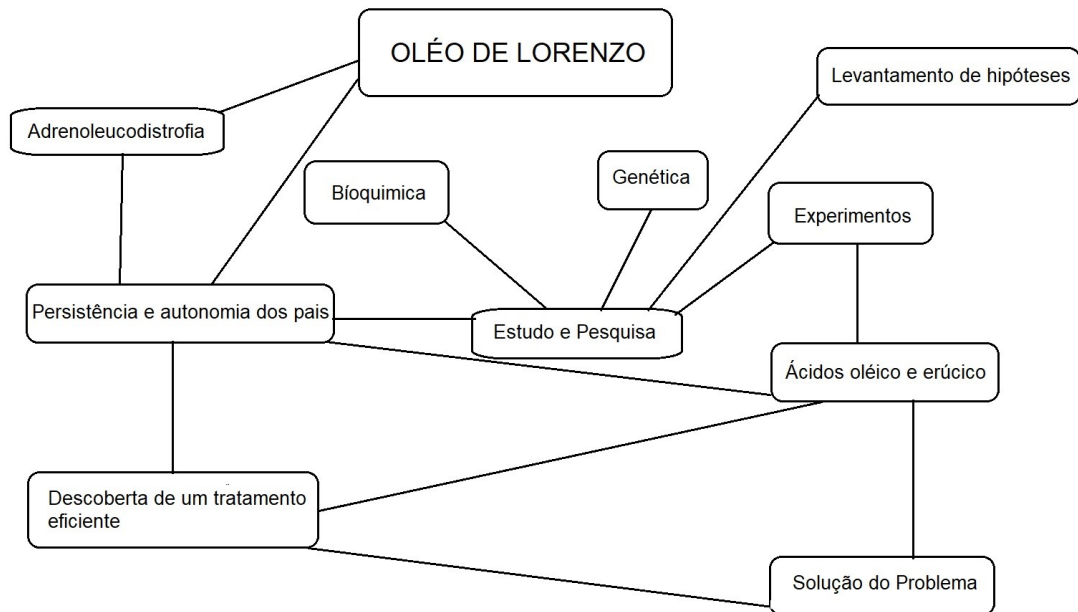 OLÉO DE LORENZO
Levantamento de hipóteses
Adrenoleucodistrofia
Bíoquimica
Genética
Experimentos
Persistência e autonomia dos pais
Estudo e Pesquisa
Ácidos oléico e erúcico
Descoberta de um tratamento
eficiente
Solução do Problema